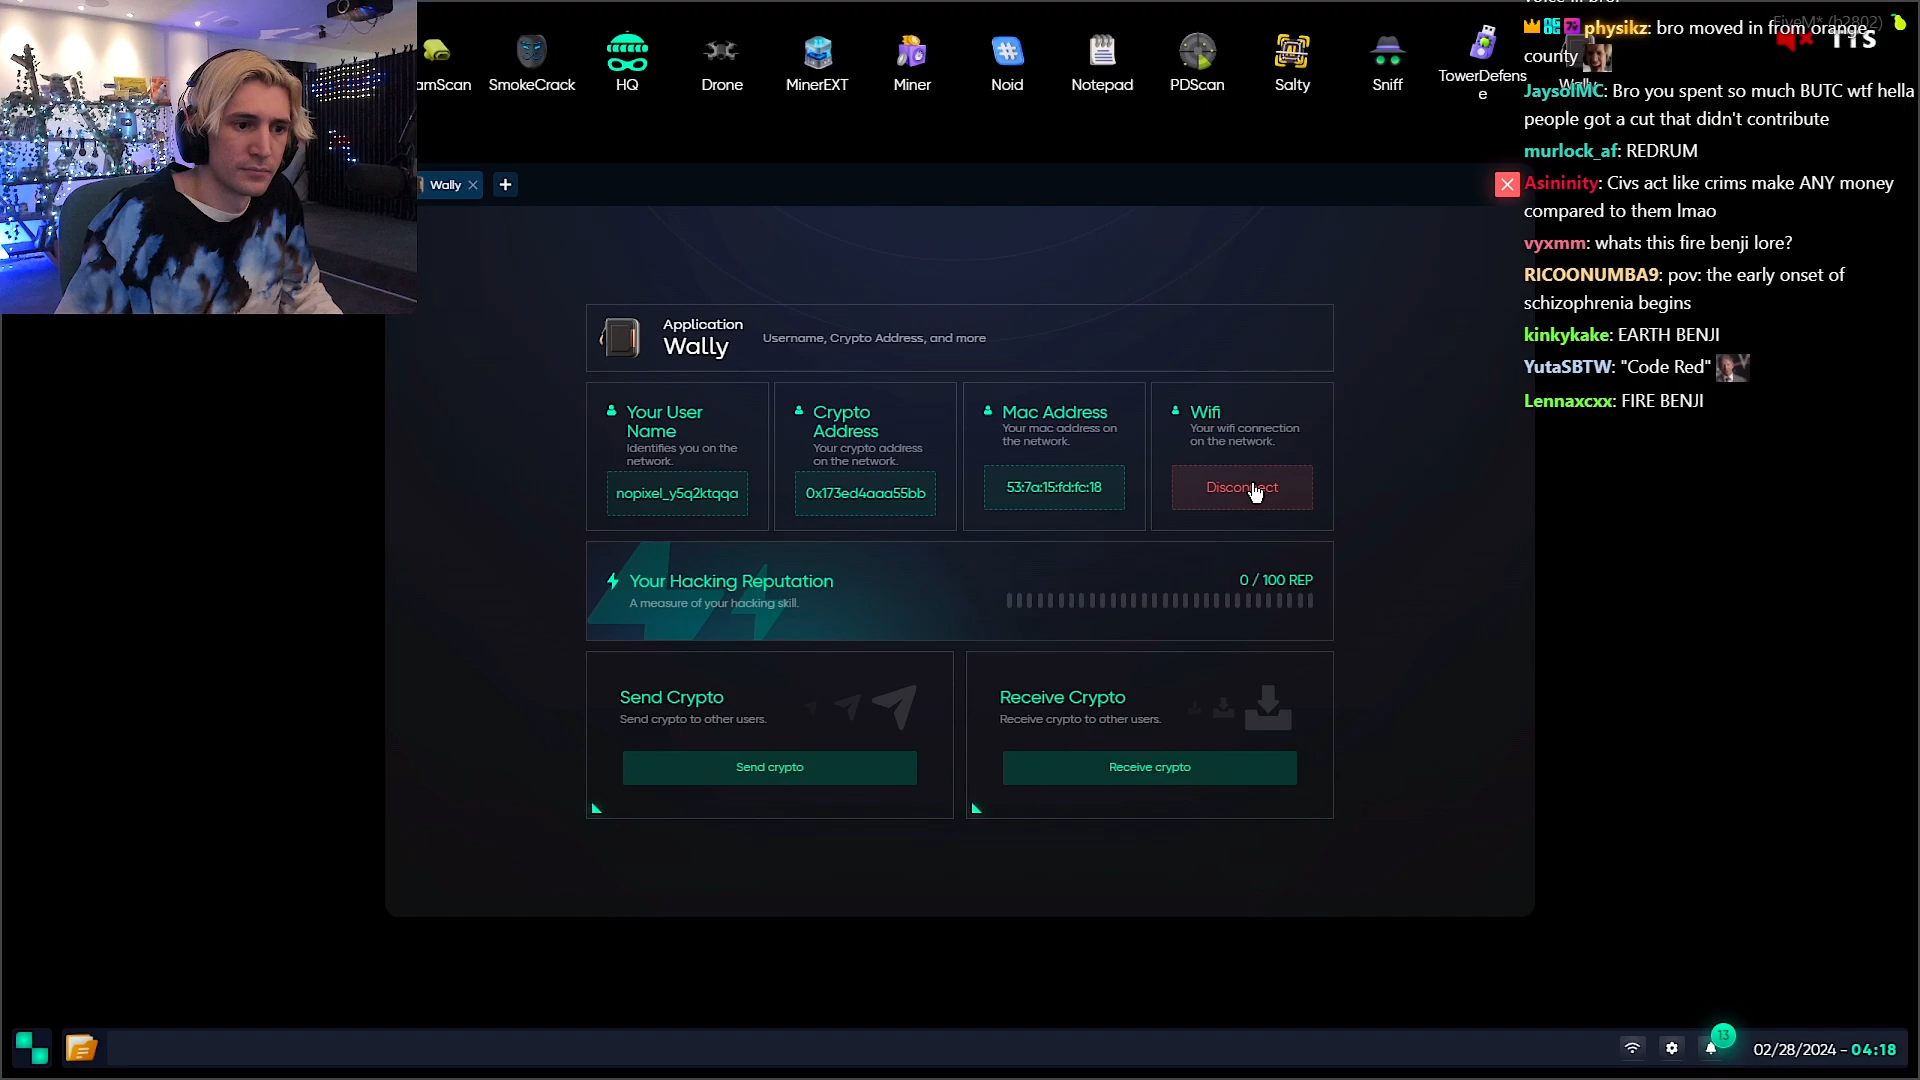 amScan
SmokeCrack
HQ
Drone
MinerEXT
Miner
Noid
Notepad
PDScan
Salty
Sniff
TowerDefens
e
FiveM* (b2802)
TTS
physikz: bro moved in from orange
county
JaysolMC: Bro you spent so much BUTC wtf hella
people got a cut that didn't contribute
murlock_af: REDRUM
Asininity: Civs act like crims make ANY money
compared to them lmao
vyxmm: whats this fire benji lore?
RICOONUMBA9: pov: the early onset of
schizophrenia begins
kinkykake: EARTH BENJI
YutaSBTW: "Code Red"
Lennaxcxx: FIRE BENJI
Wally
Application
Wally
Username, Crypto Address, and more
Your User
Name
Identifies you on the
network.
nopixel_y5q2ktqqa
Crypto
Address
Your crypto address
on the network.
0x173ed4aaa55bb
Mac Address
Your mac address on
the network.
53:7a:15:fd:fc:18
Wifi
Your wifi connection
on the network.
Disconnect
Your Hacking Reputation
A measure of your hacking skill.
0 / 100 REP
Send Crypto
Send crypto to other users.
Send crypto
Receive Crypto
Receive crypto to other users.
Receive crypto
13
02/28/2024 - 04:18